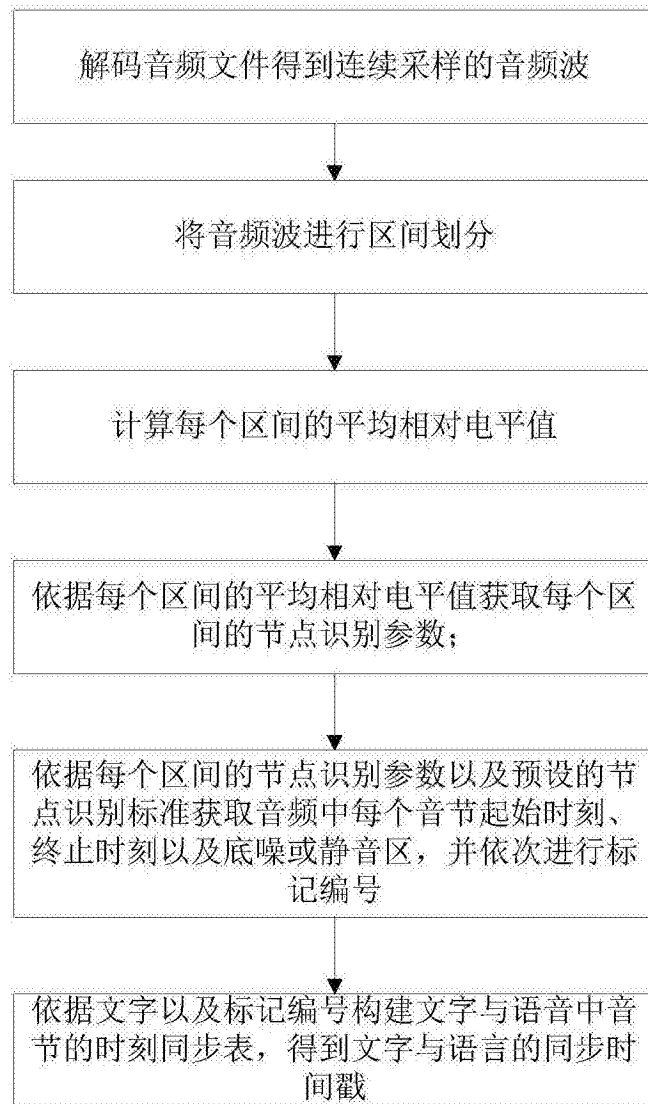 解码音频文件得到连续采样的音频波
将音频波进行区间划分
计算每个区间的平均相对电平值
依据每个区间的平均相对电平值获取每个区
间的节点识别参数；
依据每个区间的节点识别参数以及预设的节
点识别标准获取音频中每个音节起始时刻、
终止时刻以及底噪或静音区，并依次进行标
记编号
依据文字以及标记编号构建文字与语音中音
节的时刻同步表，得到文字与语言的同步时
间戳